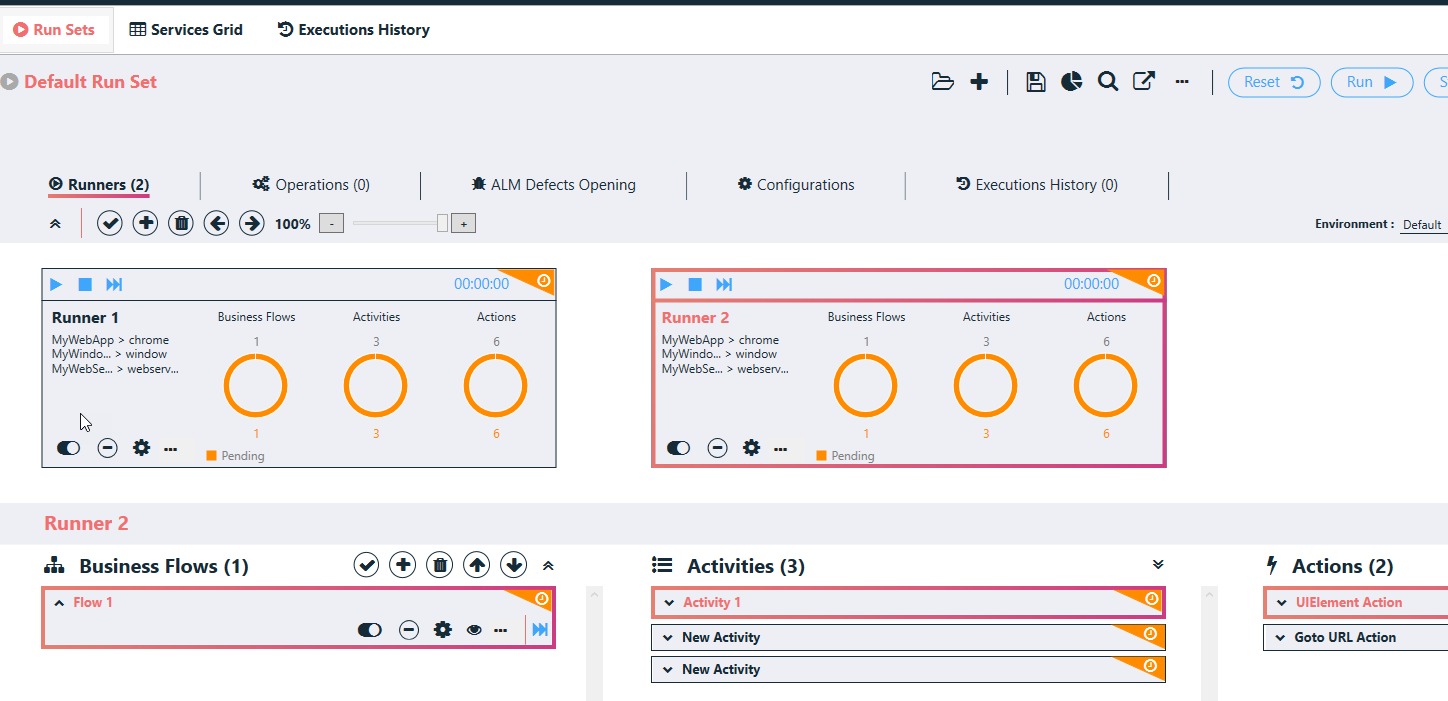 Run Sets Services Grid Executions History
Default Run Set Reset Run S
Runners (2) Operations (0) ALM Defects Opening Configurations Executions History (0)
100% - + Environment : Default
00:00:00
Runner 1 Business Flows Activities Actions
MyWebApp > chrome 1 3 6
MyWindo... > window
MyWebSe... > webserv...
1 3 6
Pending
00:00:00
Runner 2 Business Flows Activities Actions
MyWebApp > chrome 1 3 6
MyWindo... > window
MyWebSe... > webserv...
1 3 6
Pending
Runner 2
Business Flows (1)
Flow 1
Activities (3)
Activity 1
New Activity
New Activity
Actions (2)
UIElement Action
Goto URL Action